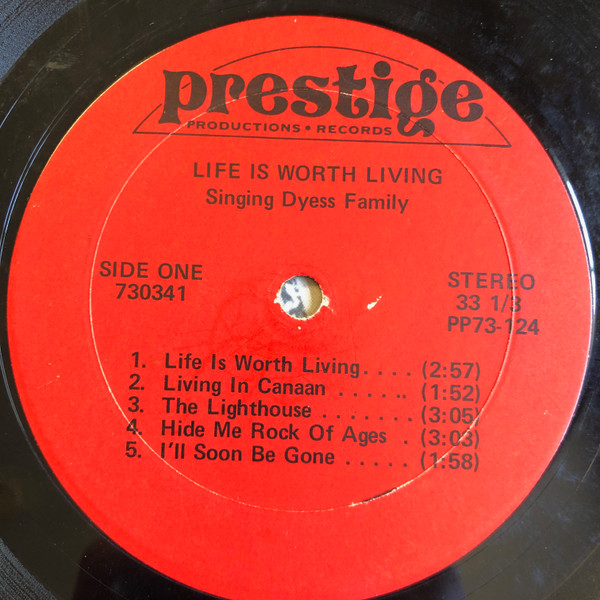 prestige
PRODUCTIONS • RECORDS
LIFE IS WORTH LIVING
Singing Dyess Family
SIDE ONE
730341
STEREO
33 1/3
PP73-124
1. Life Is Worth Living. . . . (2:57)
2. Living In Canaan . . . . . .. (1:52)
3. The Lighthouse . . . . . . . (3:05)
4. Hide Me Rock Of Ages . (3:03)
5. I'll Soon Be Gone . . . . . (1:58)